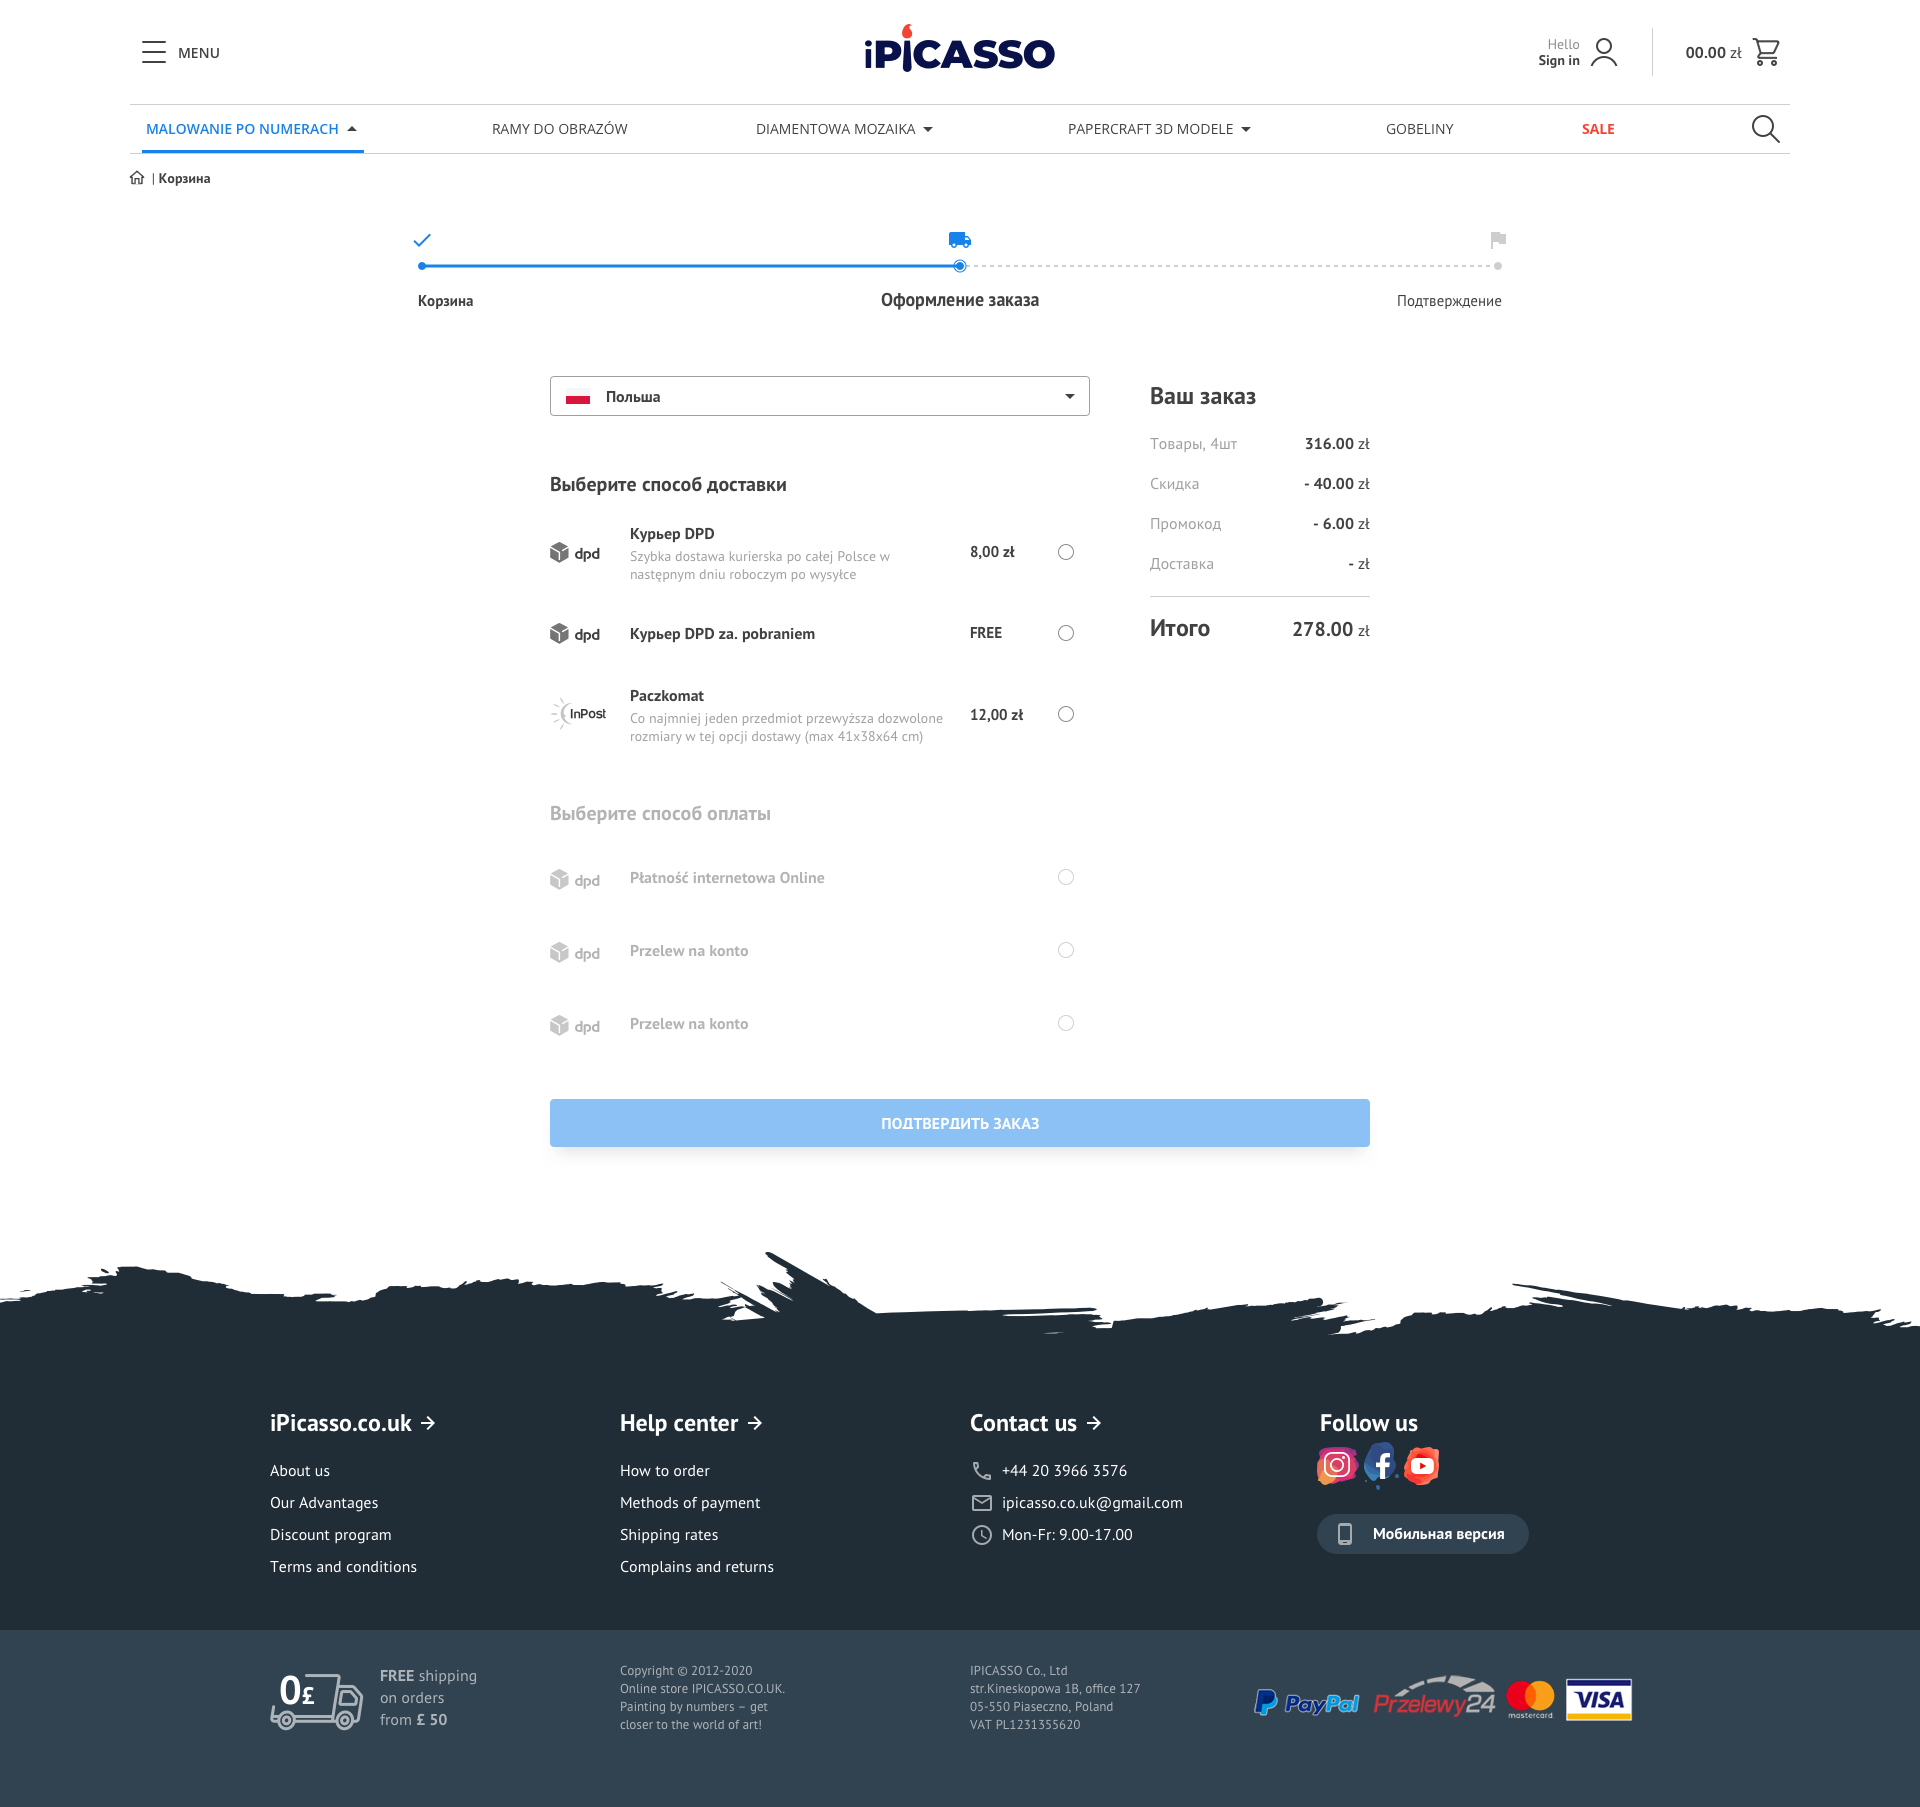 MENU
iPICASSO
Hello
Sign in
00.00 zł
MALOWANIE PO NUMERACH
RAMY DO OBRAZÓW
DIAMENTOWA MOZAIKA
PAPERCRAFT 3D MODELE
GOBELINY
SALE
| Корзина
Корзина
Оформление заказа
Подтверждение
Польша
Ваш заказ
Товары, 4шт
316.00 zł
Скидка
- 40.00 zł
Промокод
- 6.00 zł
Доставка
- zł
Итого
278.00 zł
Выберите способ доставки
dpd
Курьер DPD
Szybka dostawa kurierska po całej Polsce w
następnym dniu roboczym po wysyłce
8,00 zł
dpd
Курьер DPD za. pobraniem
FREE
InPost
Paczkomat
Co najmniej jeden przedmiot przewyższa dozwolone
rozmiary w tej opcji dostawy (max 41x38x64 cm)
12,00 zł
Выберите способ оплаты
dpd
Płatność internetowa Online
dpd
Przelew na konto
dpd
Przelew na konto
ПОДТВЕРДИТЬ ЗАКАЗ
iPicasso.co.uk
About us
Our Advantages
Discount program
Terms and conditions
Help center
How to order
Methods of payment
Shipping rates
Complains and returns
Contact us
+44 20 3966 3576
ipicasso.co.uk@gmail.com
Mon-Fr: 9.00-17.00
Follow us
Мобильная версия
0£
FREE shipping
on orders
from £ 50
Copyright © 2012-2020
Online store IPICASSO.CO.UK.
Painting by numbers – get
closer to the world of art!
IPICASSO Co., Ltd
str.Kineskopowa 1B, office 127
05-550 Piaseczno, Poland
VAT PL1231355620
PayPal
Przelewy24
mastercard.
VISA